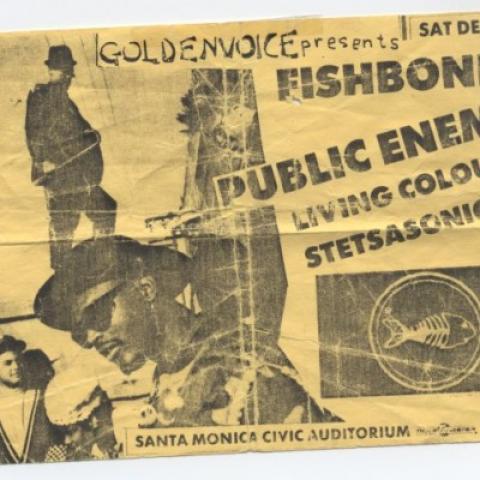 GOLDENVOICE presents
SAT DE
FISHBON
PUBLIC ENEM
LIVING COLOU
STETSASONIC
SANTA MONICA CIVIC AUDITORIUM